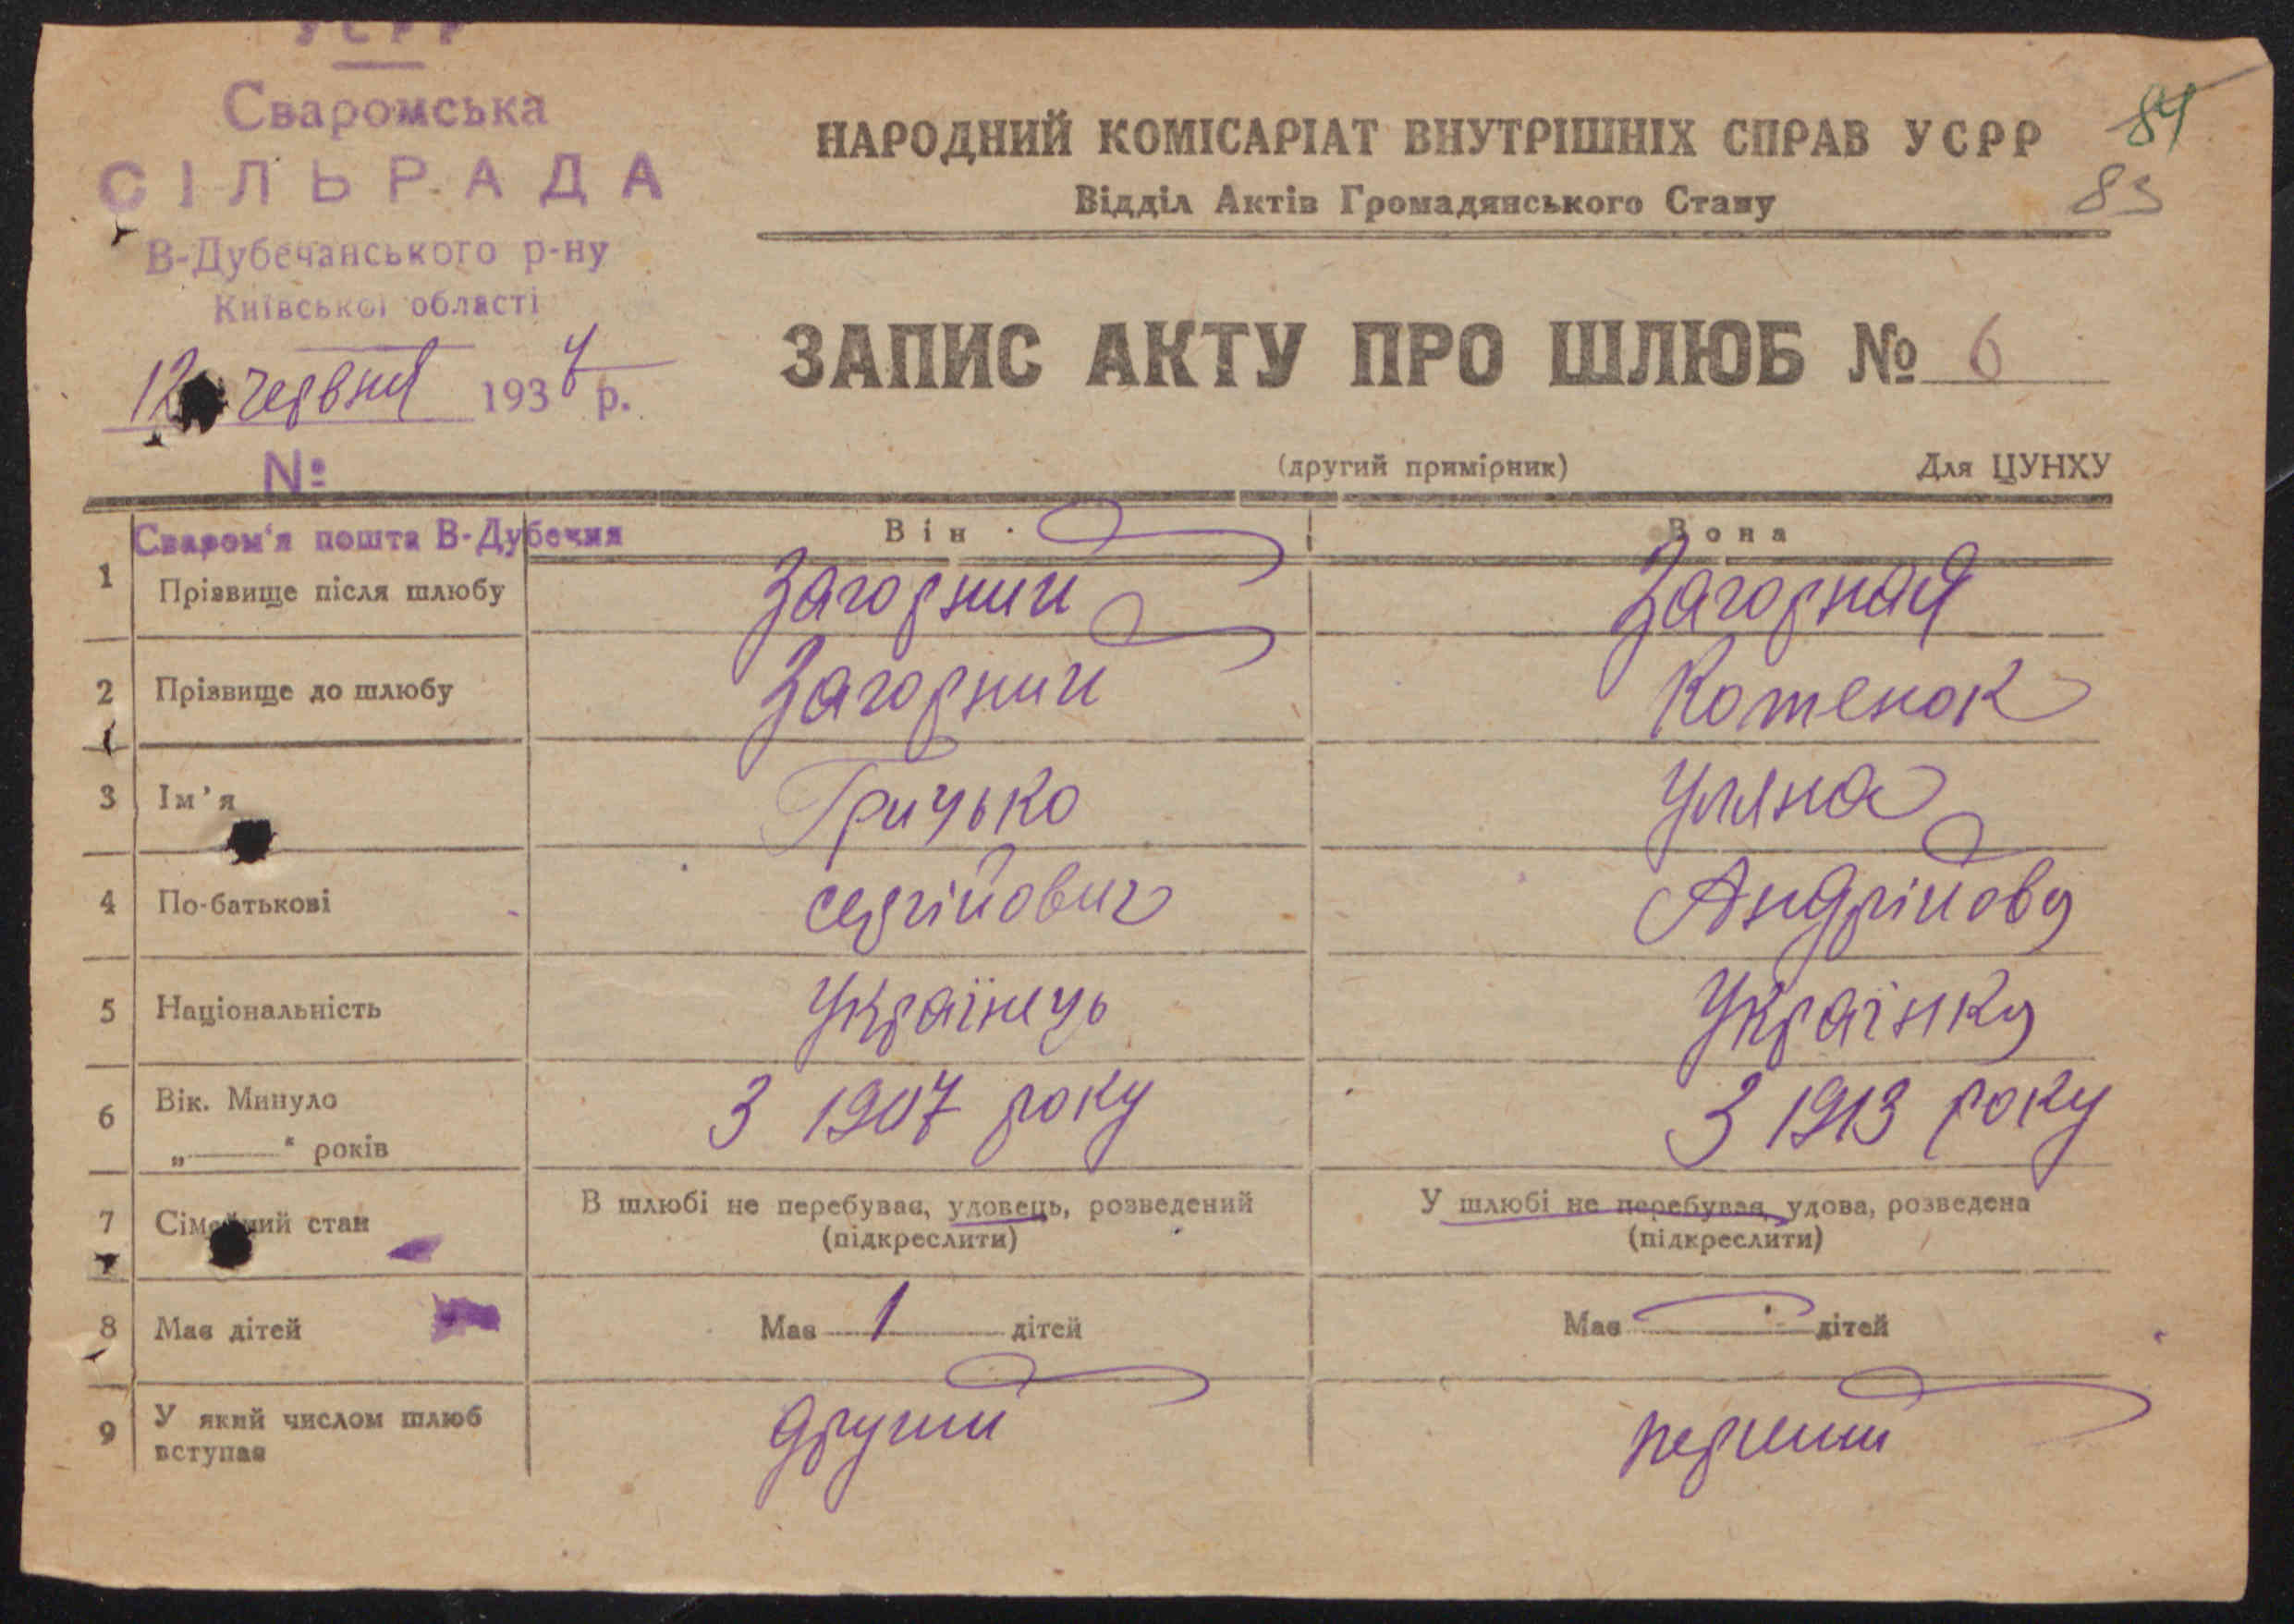 УСРР
Сваромська
СІЛЬРАДА
В-Дубечанського р-ну
Київської області
12 червня 1934 р.
№
Сваром'я пошта В-Дубечня
НАРОДНИЙ КОМІСАРІАТ ВНУТРІШНІХ СПРАВ УСРР
84
83
Відділ Актів Громадянського Стану
ЗАПИС АКТУ ПРО ШЛЮБ № 6
(другий примірник) Для ЦУНХУ
Він Вона
1 Прізвище після шлюбу Загорний Загорная
2 Прізвище до шлюбу Загорний Котенок
3 Ім'я Грицько Уляна
4 По-батькові Сергійович Андрійова
5 Національність Українець Українка
6 Вік. Минуло „—" років З 1907 року З 1913 року
7 Сімейний стан В шлюбі не перебував, удовець, розведений (підкреслити) У шлюбі не перебувая, удова, розведена (підкреслити)
8 Має дітей Має 1 дітей Має — дітей
9 У який числом шлюб вступає другий перший